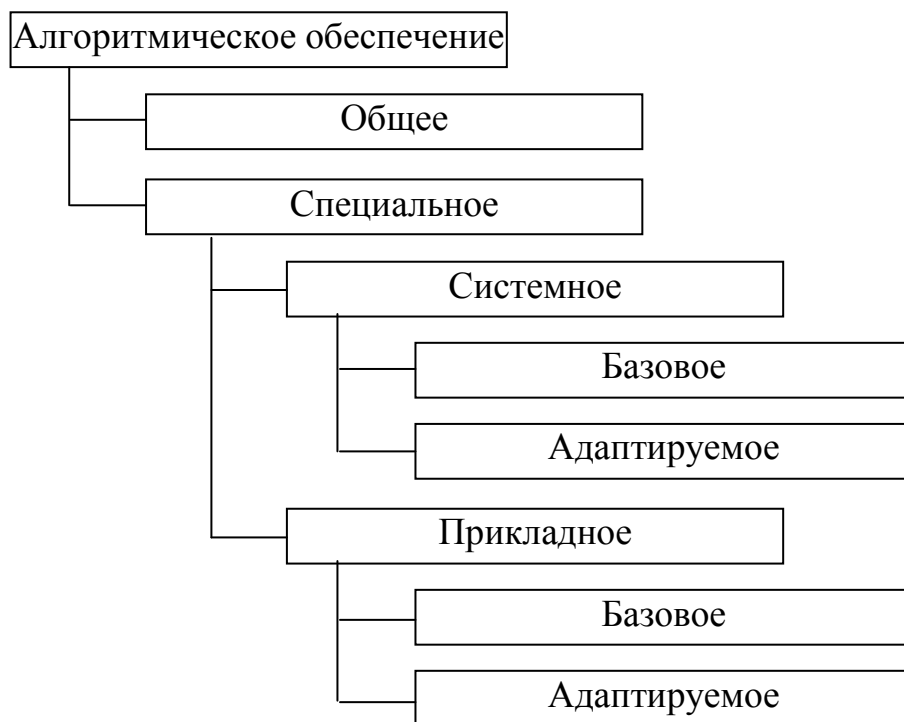 Алгоритмическое обеспечение
Общее
Специальное
Системное
Базовое
Адаптируемое
Прикладное
Базовое
Адаптируемое